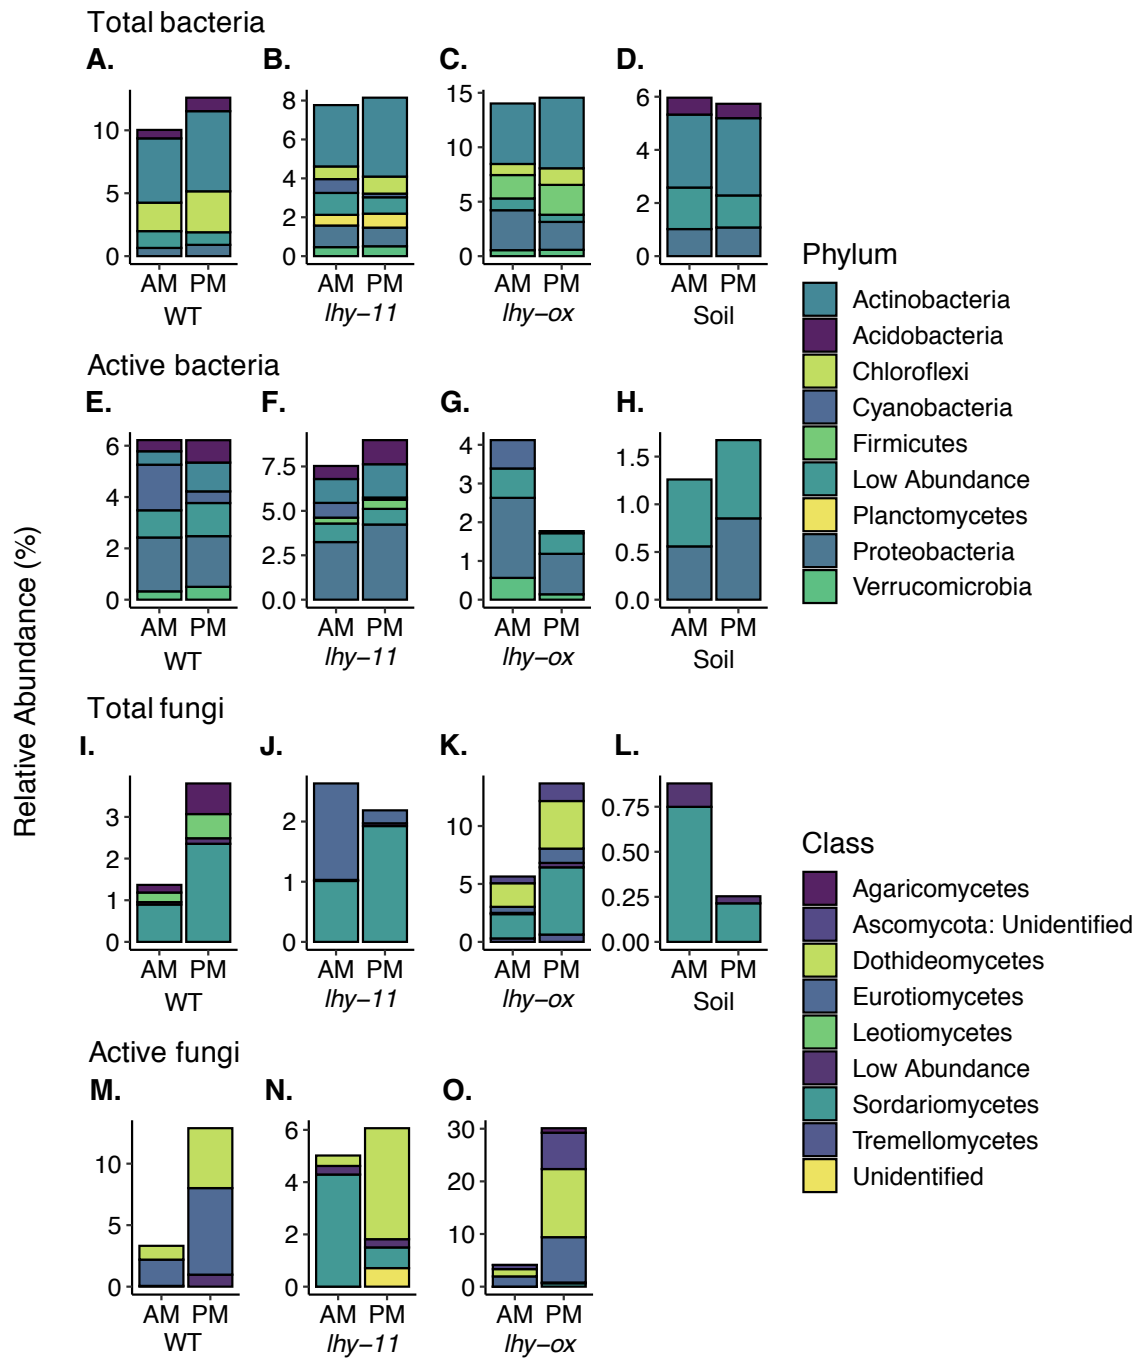 Total bacteria
A. B. C. D.
10
5
0
AM PM
WT
8
6
4
2
0
AM PM
lhy−11
15
10
5
0
AM PM
lhy−ox
6
4
2
0
AM PM
Soil
Phylum
Actinobacteria
Acidobacteria
Chloroflexi
Cyanobacteria
Firmicutes
Low Abundance
Planctomycetes
Proteobacteria
Verrucomicrobia
Active bacteria
E. F. G. H.
6
4
2
0
AM PM
WT
7.5
5.0
2.5
0.0
AM PM
lhy−11
4
3
2
1
0
AM PM
lhy−ox
1.5
1.0
0.5
0.0
AM PM
Soil
Relative Abundance (%)
Total fungi
I. J. K. L.
3
2
1
0
AM PM
WT
2
1
0
AM PM
lhy−11
10
5
0
AM PM
lhy−ox
0.75
0.50
0.25
0.00
AM PM
Soil
Class
Agaricomycetes
Ascomycota: Unidentified
Dothideomycetes
Eurotiomycetes
Leotiomycetes
Low Abundance
Sordariomycetes
Tremellomycetes
Unidentified
Active fungi
M. N. O.
10
5
0
AM PM
WT
6
4
2
0
AM PM
lhy−11
30
20
10
0
AM PM
lhy−ox